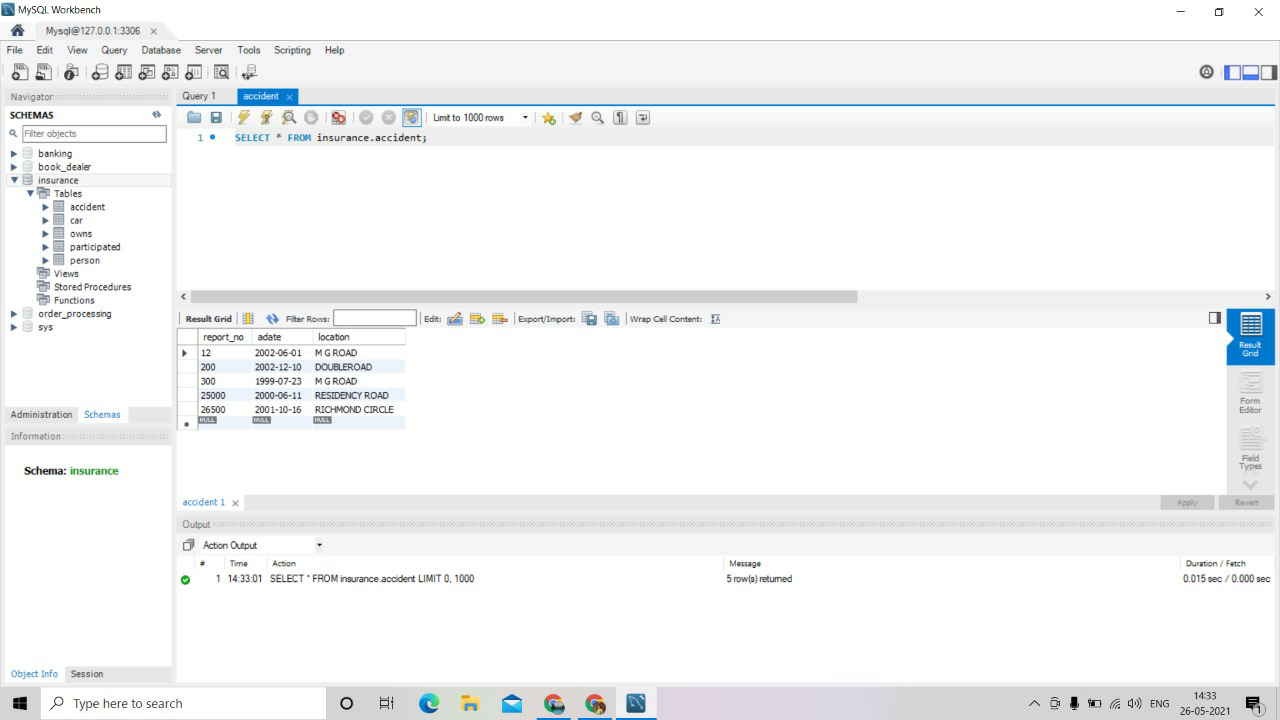 MySQL Workbench
Mysql@127.0.0.1:3306
File Edit View Query Database Server Tools Scripting Help
Navigator
SCHEMAS
Filter objects
banking
book_dealer
insurance
Tables
accident
car
owns
participated
person
Views
Stored Procedures
Functions
order_processing
sys
Administration Schemas
Information
Schema: insurance
Object Info Session
Query 1 accident
Limit to 1000 rows
1 SELECT * FROM insurance.accident;
Result Grid Filter Rows: Edit: Export/Import: Wrap Cell Content:
report_no adate location
12 2002-06-01 M G ROAD
200 2002-12-10 DOUBLEROAD
300 1999-07-23 M G ROAD
25000 2000-06-11 RESIDENCY ROAD
26500 2001-10-16 RICHMOND CIRCLE
NULL NULL NULL
Result
Grid
Form
Editor
Field
Types
accident 1 Apply Revert
Output
Action Output
# Time Action Message Duration / Fetch
1 14:33:01 SELECT * FROM insurance.accident LIMIT 0, 1000 5 row(s) returned 0.015 sec / 0.000 sec
Type here to search
ENG
14:33
26-05-2021
1